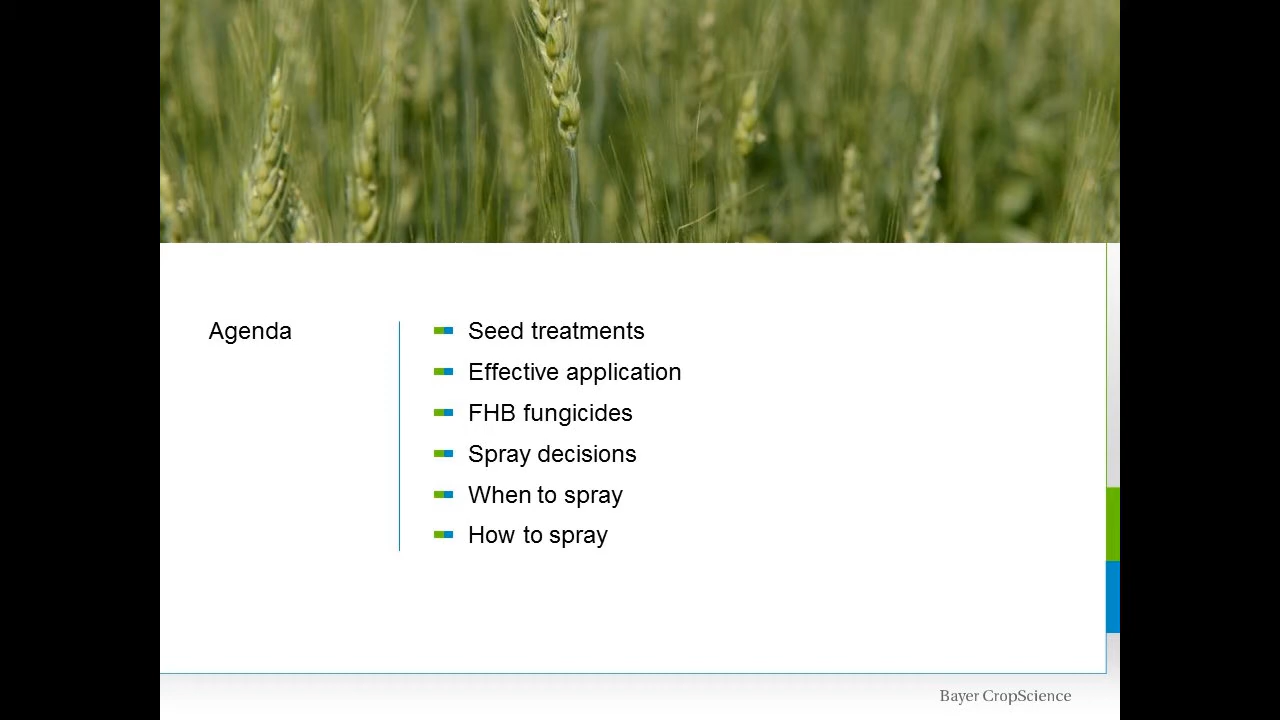 Agenda
Seed treatments
Effective application
FHB fungicides
Spray decisions
When to spray
How to spray
Bayer CropScience